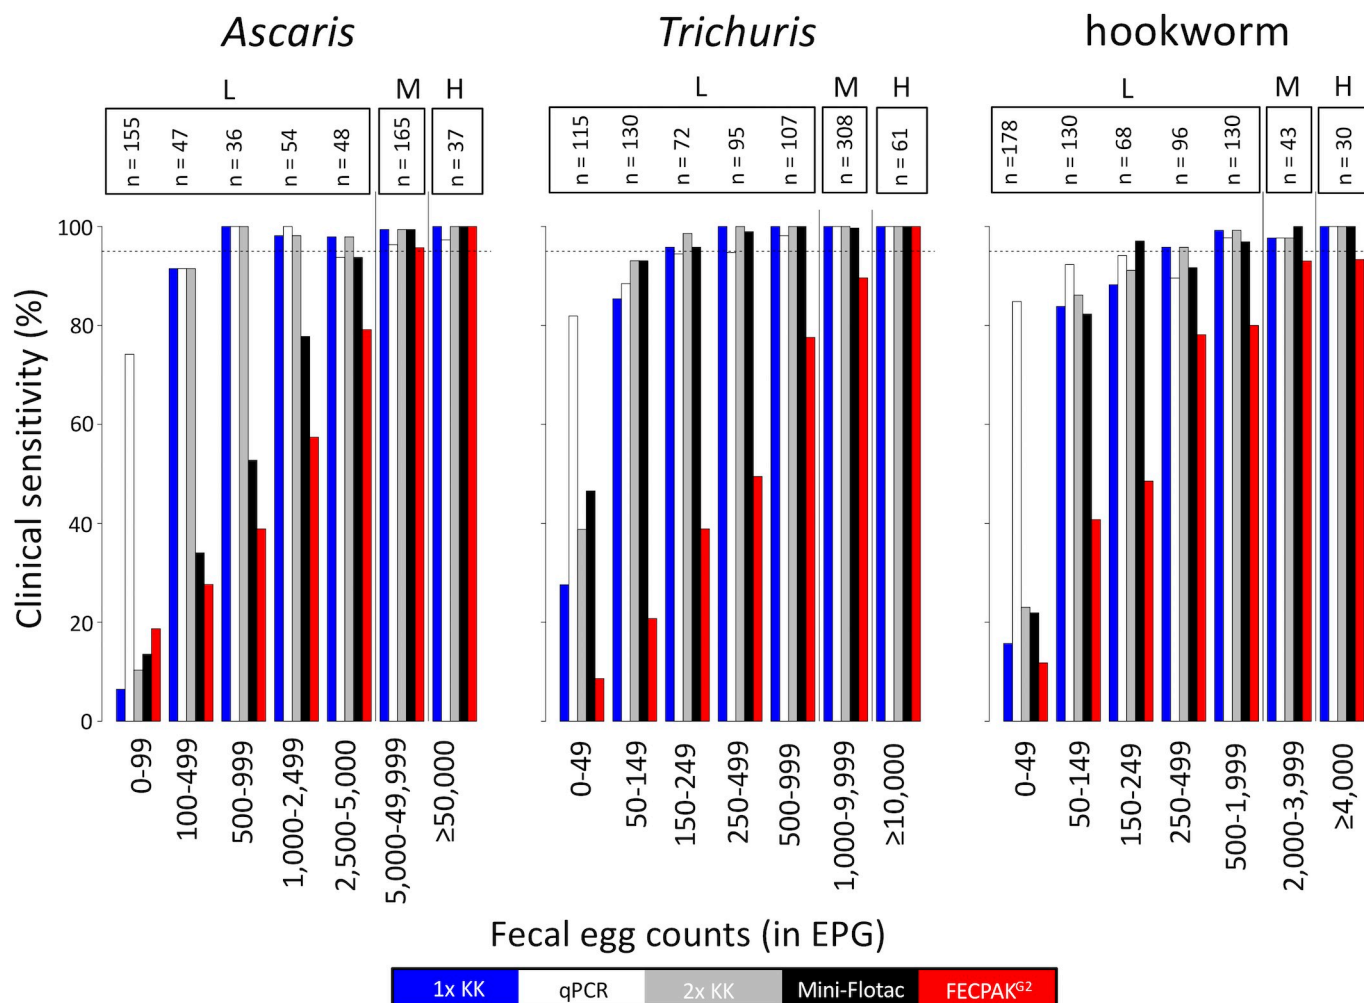 Ascaris Trichuris hookworm
L M H L M H L M H
n = 155 n = 47 n = 36 n = 54 n = 48 n = 165 n = 37 n = 115 n = 130 n = 72 n = 95 n = 107 n = 308 n = 61 n =178 n = 130 n = 68 n = 96 n = 130 n = 43 n = 30
Clinical sensitivity (%)
100
80
60
40
20
0
0-99 100-499 500-999 1,000-2,499 2,500-5,000 5,000-49,999 ≥50,000 0-49 50-149 150-249 250-499 500-999 1,000-9,999 ≥10,000 0-49 50-149 150-249 250-499 500-1,999 2,000-3,999 ≥4,000
Fecal egg counts (in EPG)
1x KK qPCR 2x KK Mini-Flotac FECPAKG2